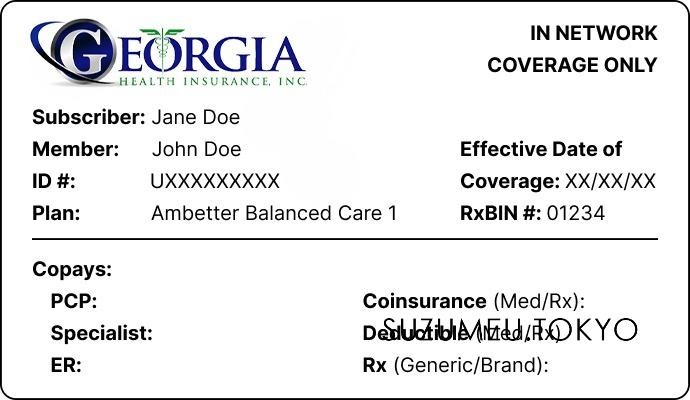 GEORGIA
HEALTH INSURANCE, INC.
IN NETWORK
COVERAGE ONLY
Subscriber: Jane Doe
Member: John Doe
Effective Date of
ID #: UXXXXXXXXX
Coverage: XX/XX/XX
Plan: Ambetter Balanced Care 1
RxBIN #: 01234
Copays:
PCP:
Coinsurance (Med/Rx):
Specialist:
Deductible (Med/Rx)
SUZUMEU.TOKYO
ER:
Rx (Generic/Brand):